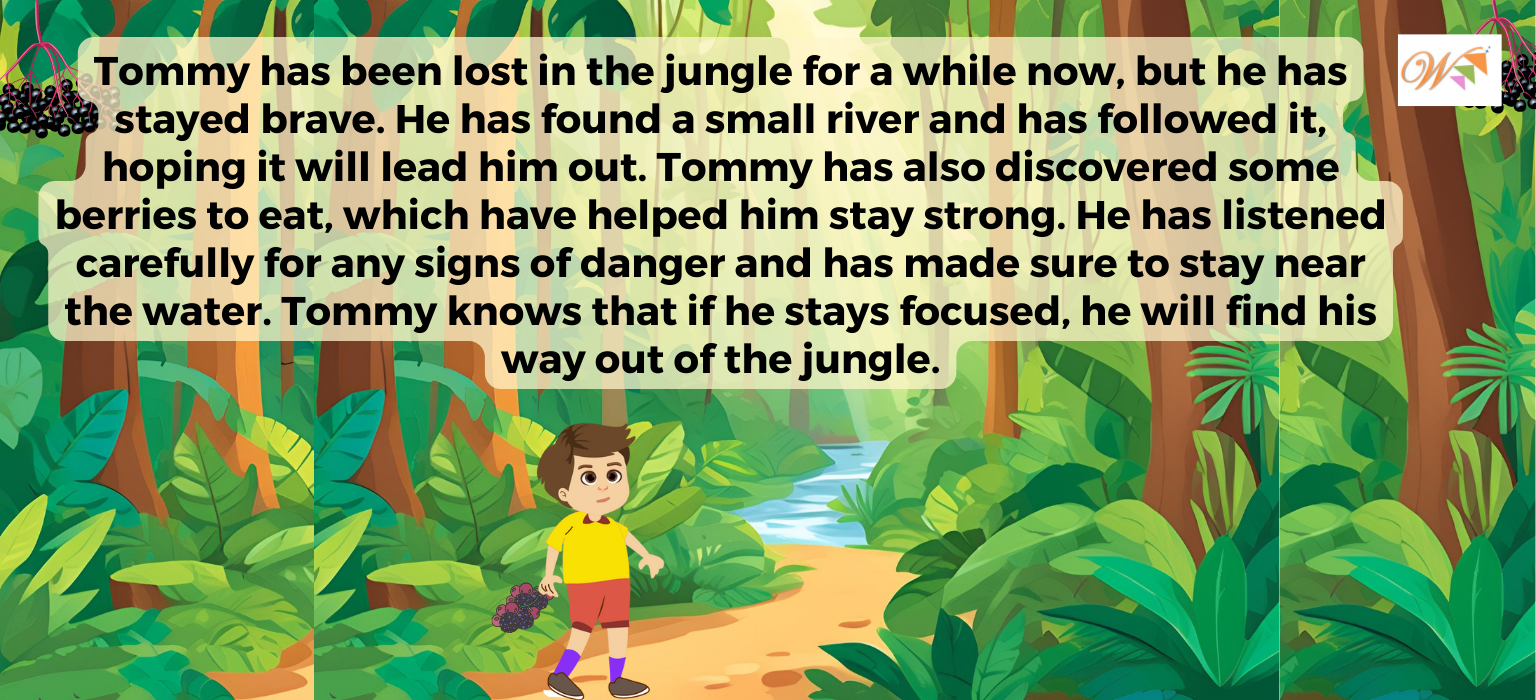 Tommy has been lost in the jungle for a while now, but he has
stayed brave. He has found a small river and has followed it,
hoping it will lead him out. Tommy has also discovered some
berries to eat, which have helped him stay strong. He has listened
carefully for any signs of danger and has made sure to stay near
the water. Tommy knows that if he stays focused, he will find his
way out of the jungle.
W